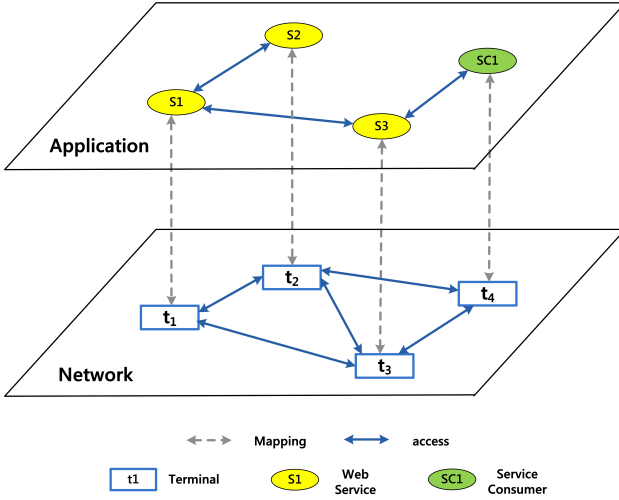 S2
SC1
S1
S3
Application
t2
t4
t1
t3
Network
Mapping
access
t1
Terminal
S1
Web
Service
SC1
Service
Consumer